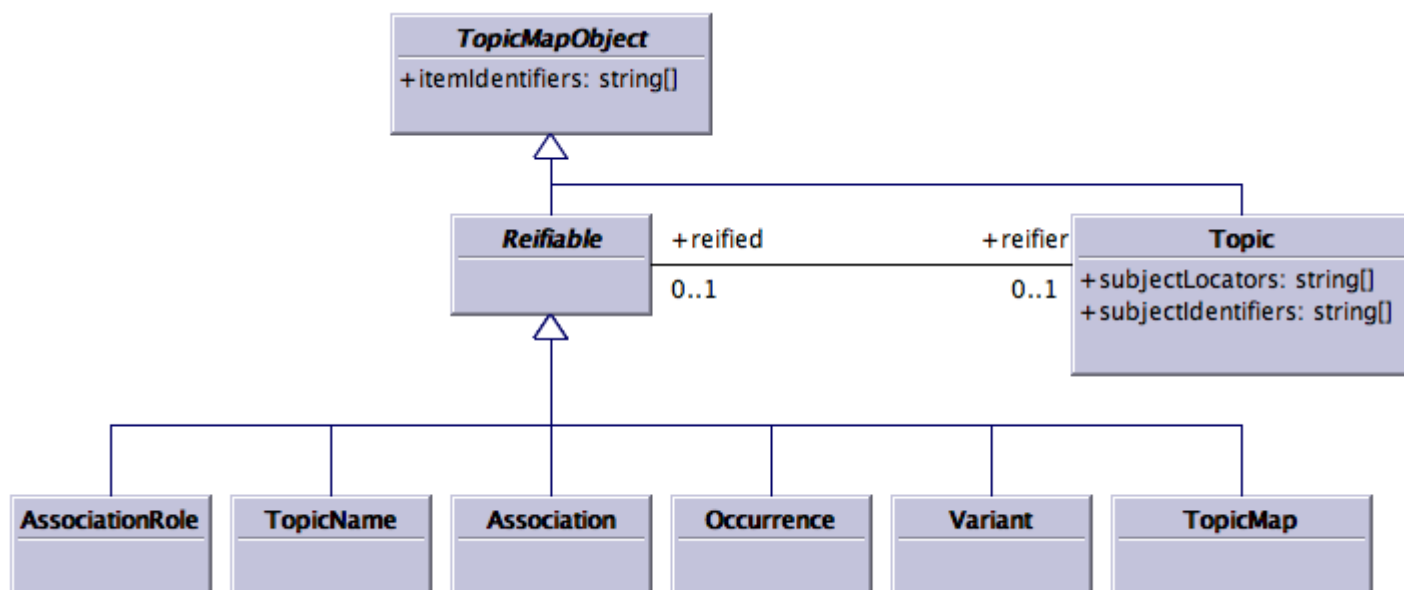 TopicMapObject
+itemIdentifiers: string[]
Reifiable
+reified
+reifier
0..1
0..1
Topic
+subjectLocators: string[]
+subjectIdentifiers: string[]
AssociationRole
TopicName
Association
Occurrence
Variant
TopicMap